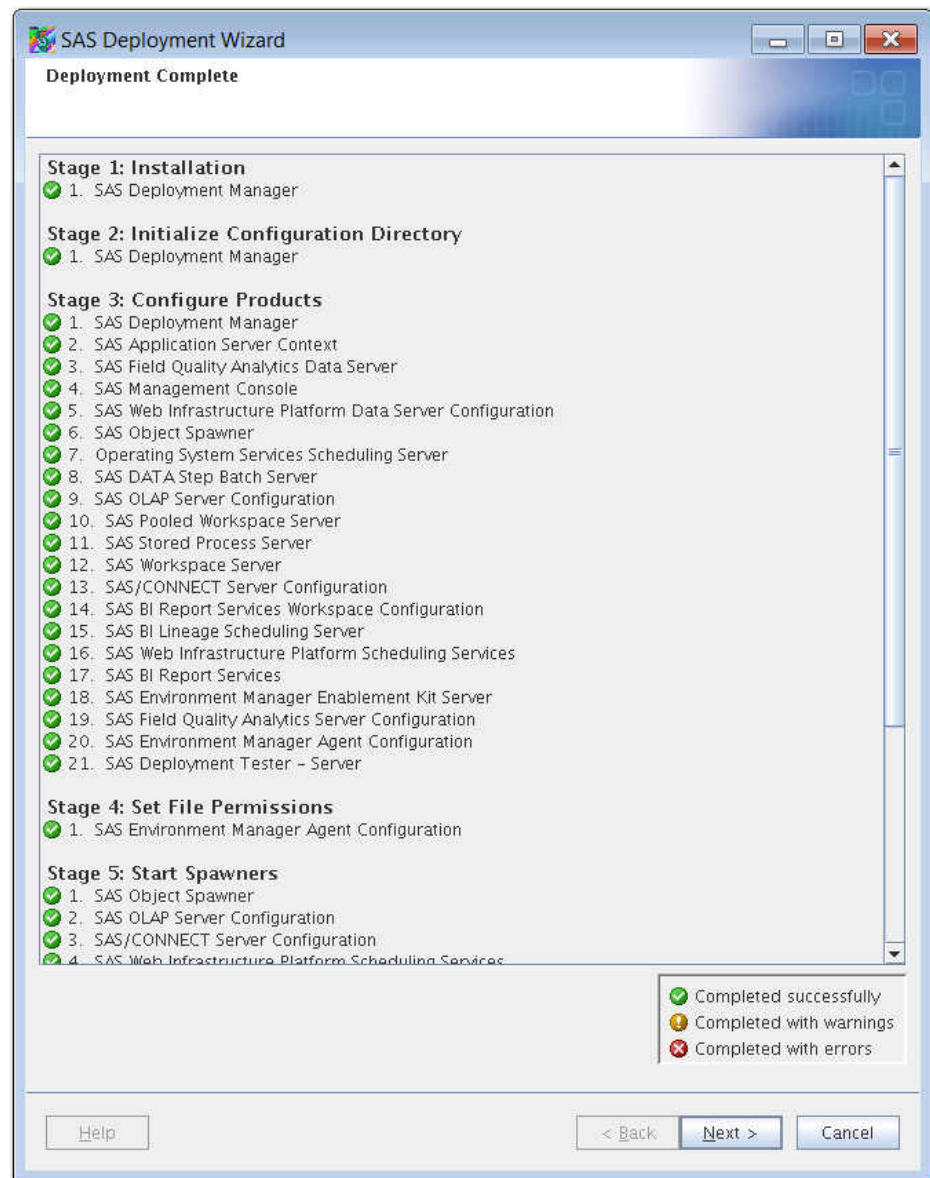 SAS Deployment Wizard
Deployment Complete
Stage 1: Installation
1. SAS Deployment Manager
Stage 2: Initialize Configuration Directory
1. SAS Deployment Manager
Stage 3: Configure Products
1. SAS Deployment Manager
2. SAS Application Server Context
3. SAS Field Quality Analytics Data Server
4. SAS Management Console
5. SAS Web Infrastructure Platform Data Server Configuration
6. SAS Object Spawner
7. Operating System Services Scheduling Server
8. SAS DATA Step Batch Server
9. SAS OLAP Server Configuration
10. SAS Pooled Workspace Server
11. SAS Stored Process Server
12. SAS Workspace Server
13. SAS/CONNECT Server Configuration
14. SAS BI Report Services Workspace Configuration
15. SAS BI Lineage Scheduling Server
16. SAS Web Infrastructure Platform Scheduling Services
17. SAS BI Report Services
18. SAS Environment Manager Enablement Kit Server
19. SAS Field Quality Analytics Server Configuration
20. SAS Environment Manager Agent Configuration
21. SAS Deployment Tester - Server
Stage 4: Set File Permissions
1. SAS Environment Manager Agent Configuration
Stage 5: Start Spawners
1. SAS Object Spawner
2. SAS OLAP Server Configuration
3. SAS/CONNECT Server Configuration
4. SAS Web Infrastructure Platform Scheduling Services
Completed successfully
Completed with warnings
Completed with errors
Help
< Back
Next >
Cancel